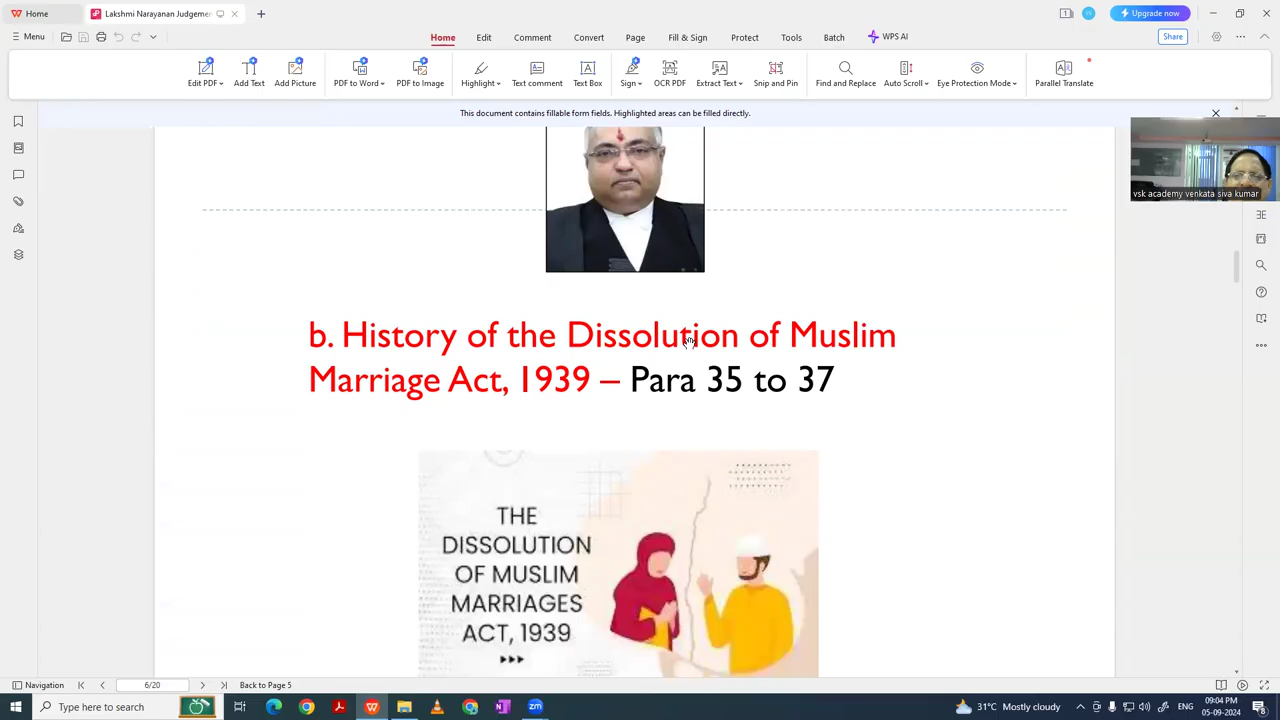 Home
Lakshmi Narayanan Judgemen
Upgrade now
Menu
Home
Comment
Convert
Page
Fill & Sign
Protect
Tools
Batch
WPS AI
Share
Edit PDF
Add Text
Add Picture
PDF to Word
PDF to Image
Highlight
Text comment
Text Box
Sign
OCR PDF
Extract Text
Snip and Pin
Find and Replace
Auto Scroll
Eye Protection Mode
Parallel Translate
This document contains fillable form fields. Highlighted areas can be filled directly.
vsk academy venkata siva kumar
b. History of the Dissolution of Muslim
Marriage Act, 1939 – Para 35 to 37
THE
DISSOLUTION
OF MUSLIM
MARRIAGES
ACT, 1939
Navigation
6/20
Back to Page 5
Type here to search
zm
31°C Mostly cloudy
09:04 PM
05-09-2024